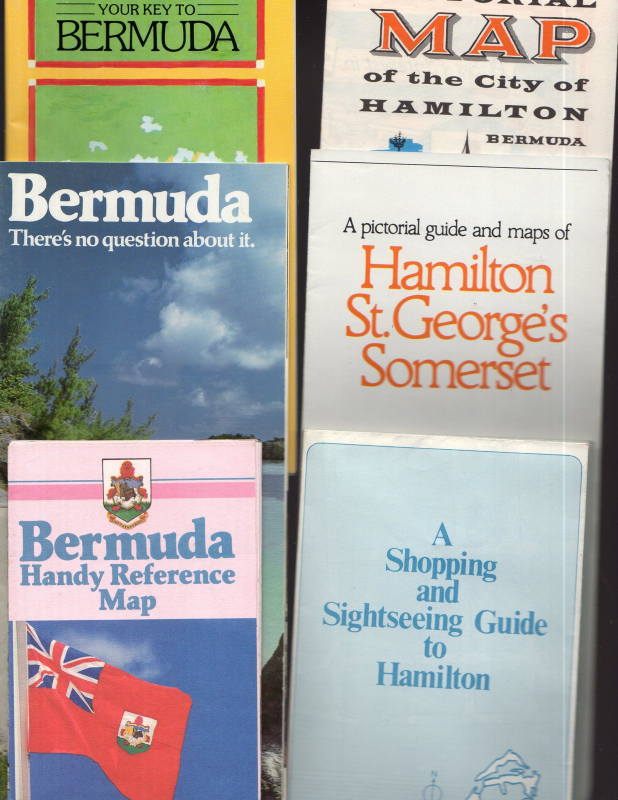 YOUR KEY TO
BERMUDA
MAP
of the City of
HAMILTON
BERMUDA
Bermuda
There's no question about it.
A pictorial guide and maps of
Hamilton
St. George's
Somerset
Bermuda
Handy Reference
Map
A
Shopping
and
Sightseeing Guide
to
Hamilton
N